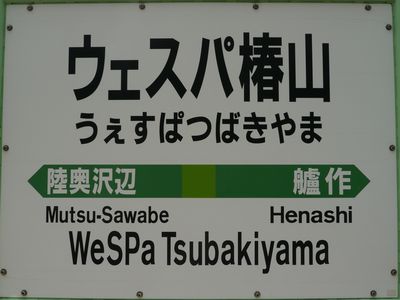 ウェスパ椿山
うぇすぱつばきやま
陸奥沢辺 艫作
Mutsu-Sawabe Henashi
WeSPa Tsubakiyama